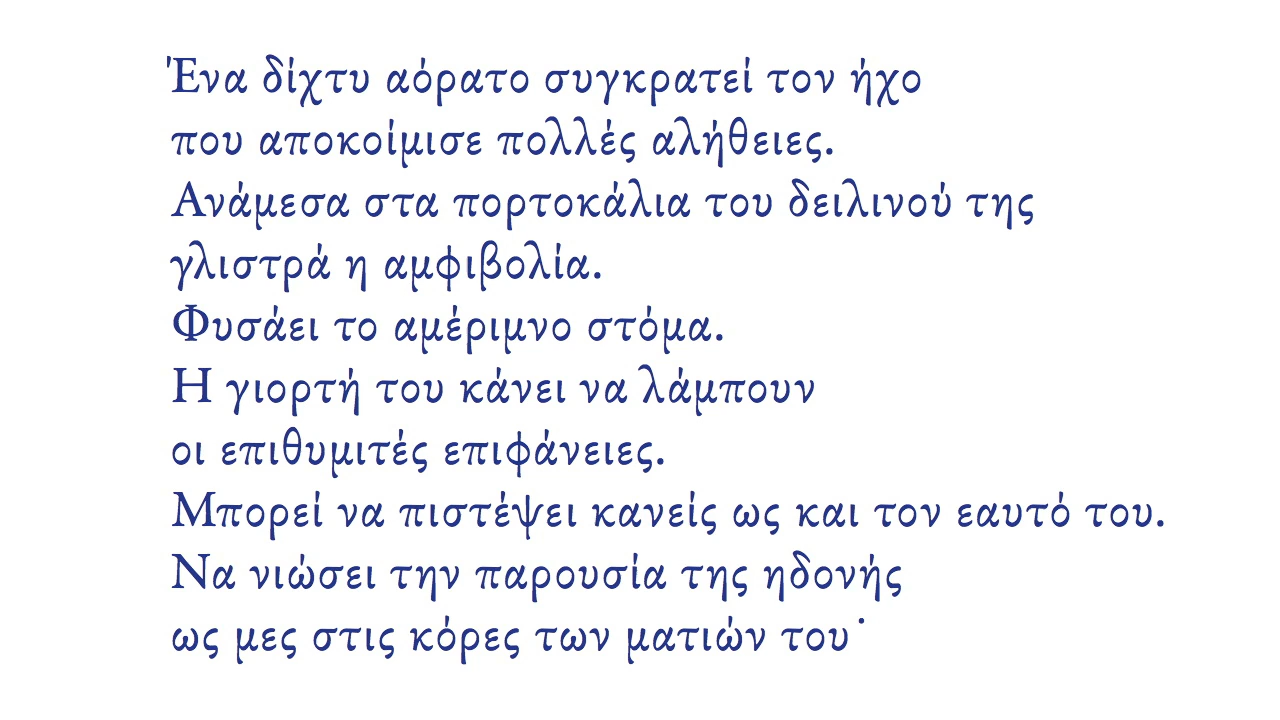 Ένα δίχτυ αόρατο συγκρατεί τον ήχο
που αποκοίμισε πολλές αλήθειες.
Ανάμεσα στα πορτοκάλια του δειλινού της
γλιστρά η αμφιβολία.
Φυσάει το αμέριμνο στόμα.
Η γιορτή του κάνει να λάμπουν
οι επιθυμιτές επιφάνειες.
Μπορεί να πιστέψει κανείς ως και τον εαυτό του.
Να νιώσει την παρουσία της ηδονής
ως μες στις κόρες των ματιών του·